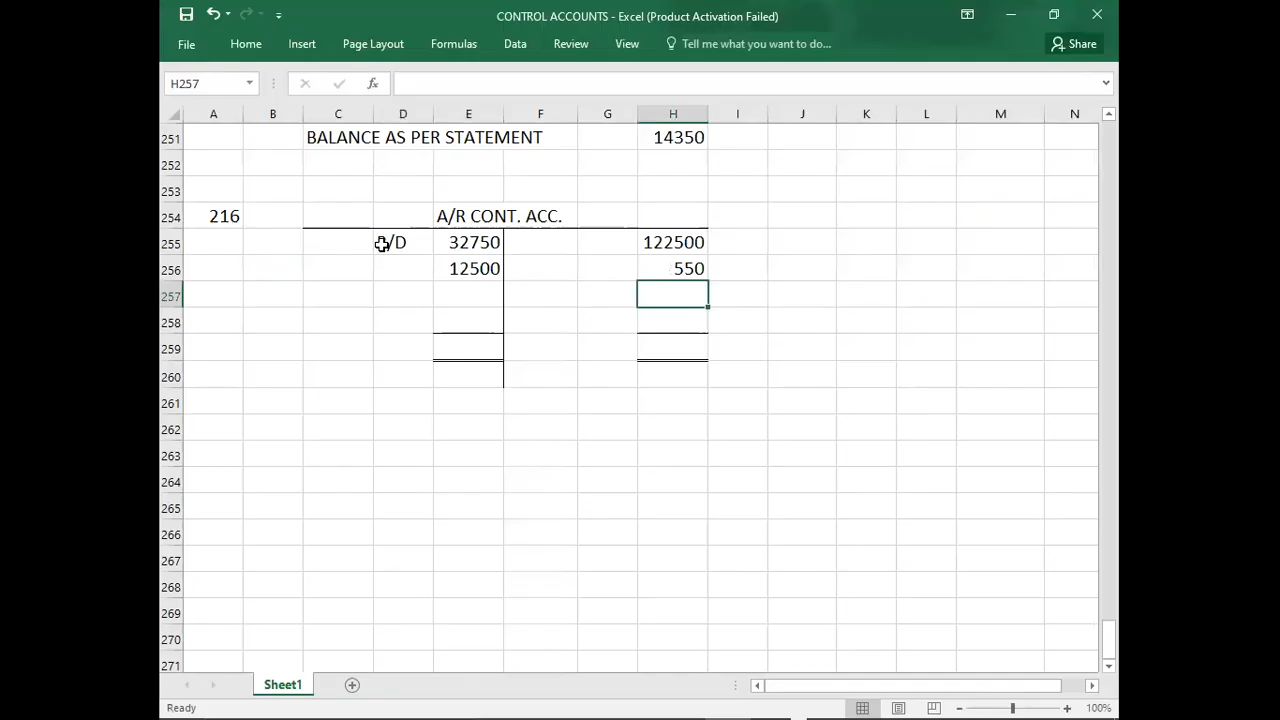 CONTROL ACCOUNTS - Excel (Product Activation Failed)
File Home Insert Page Layout Formulas Data Review View Tell me what you want to do... Share
H257 fx
A B C D E F G H I J K L M N
251 BALANCE AS PER STATEMENT 14350
252
253
254 216 A/R CONT. ACC.
255 /D 32750 122500
256 12500 550
257
258
259
260
261
262
263
264
265
266
267
268
269
270
271
Sheet1
Ready 100%